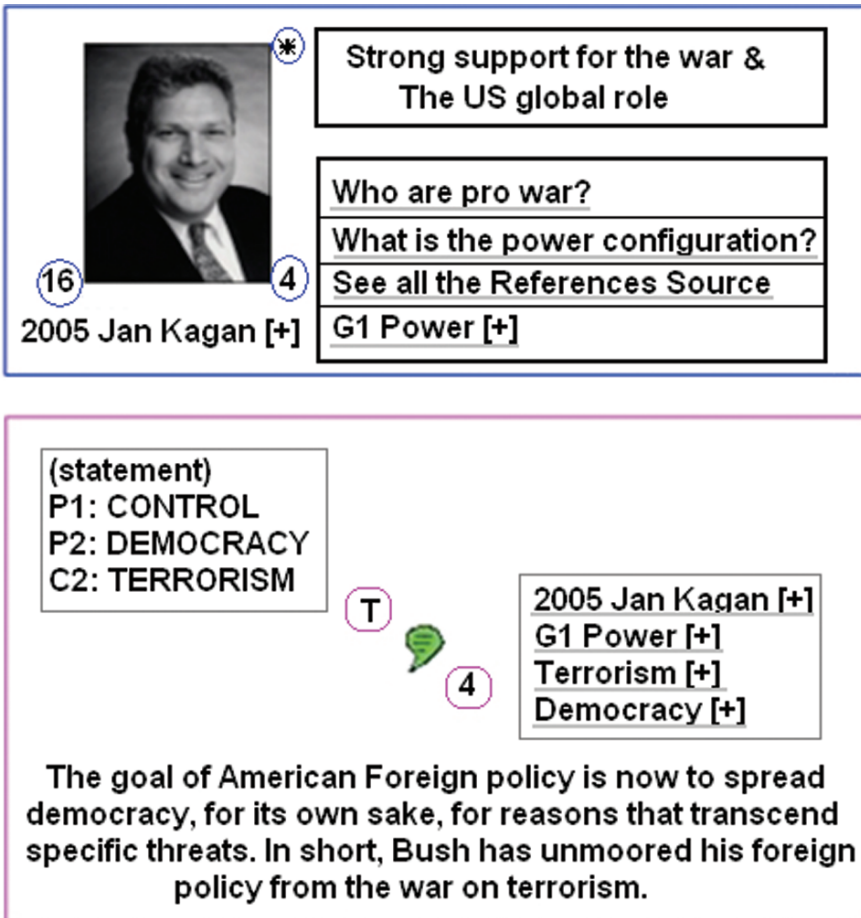 ✳
Strong support for the war &
The US global role
Who are pro war?
What is the power configuration?
16
4
See all the References Source
2005 Jan Kagan [+]
G1 Power [+]
(statement)
P1: CONTROL
P2: DEMOCRACY
C2: TERRORISM
T
4
2005 Jan Kagan [+]
G1 Power [+]
Terrorism [+]
Democracy [+]
The goal of American Foreign policy is now to spread
democracy, for its own sake, for reasons that transcend
specific threats. In short, Bush has unmoored his foreign
policy from the war on terrorism.